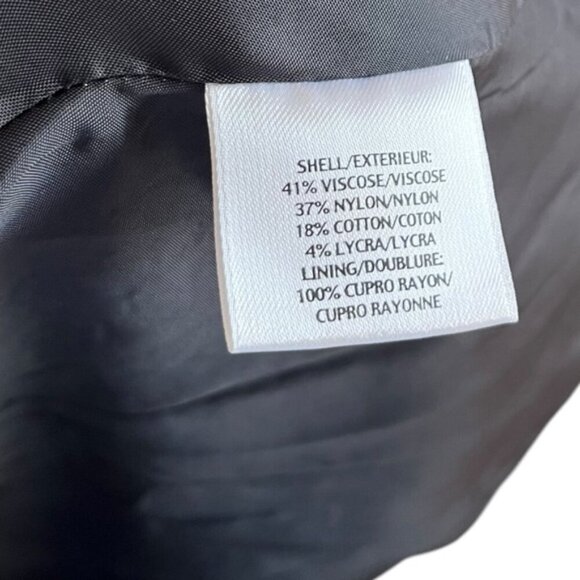 SHELL/EXTERIEUR:
41% VISCOSE/VISCOSE
37% NYLON/NYLON
18% COTTON/COTON
4% LYCRA/LYCRA
LINING/DOUBLURE:
100% CUPRO RAYON/
CUPRO RAYONNE